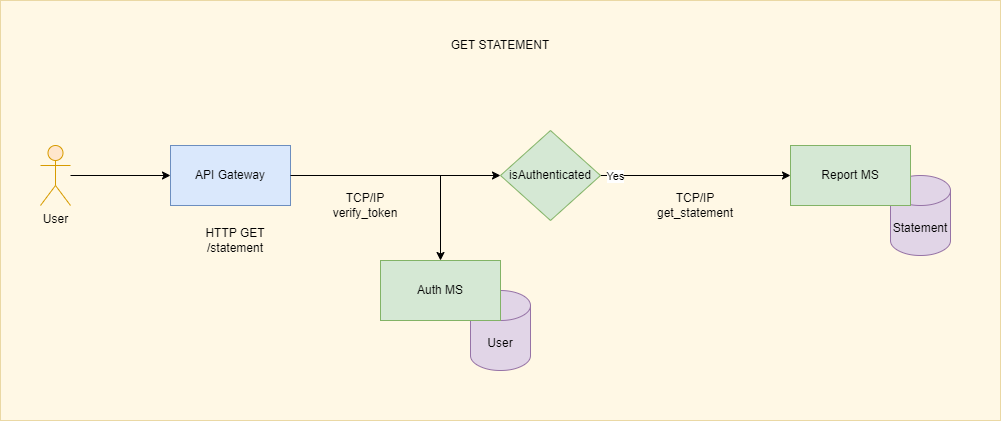 GET STATEMENT
User
API Gateway
HTTP GET
/statement
TCP/IP
verify_token
isAuthenticated
Yes
TCP/IP
get_statement
Report MS
Statement
Auth MS
User